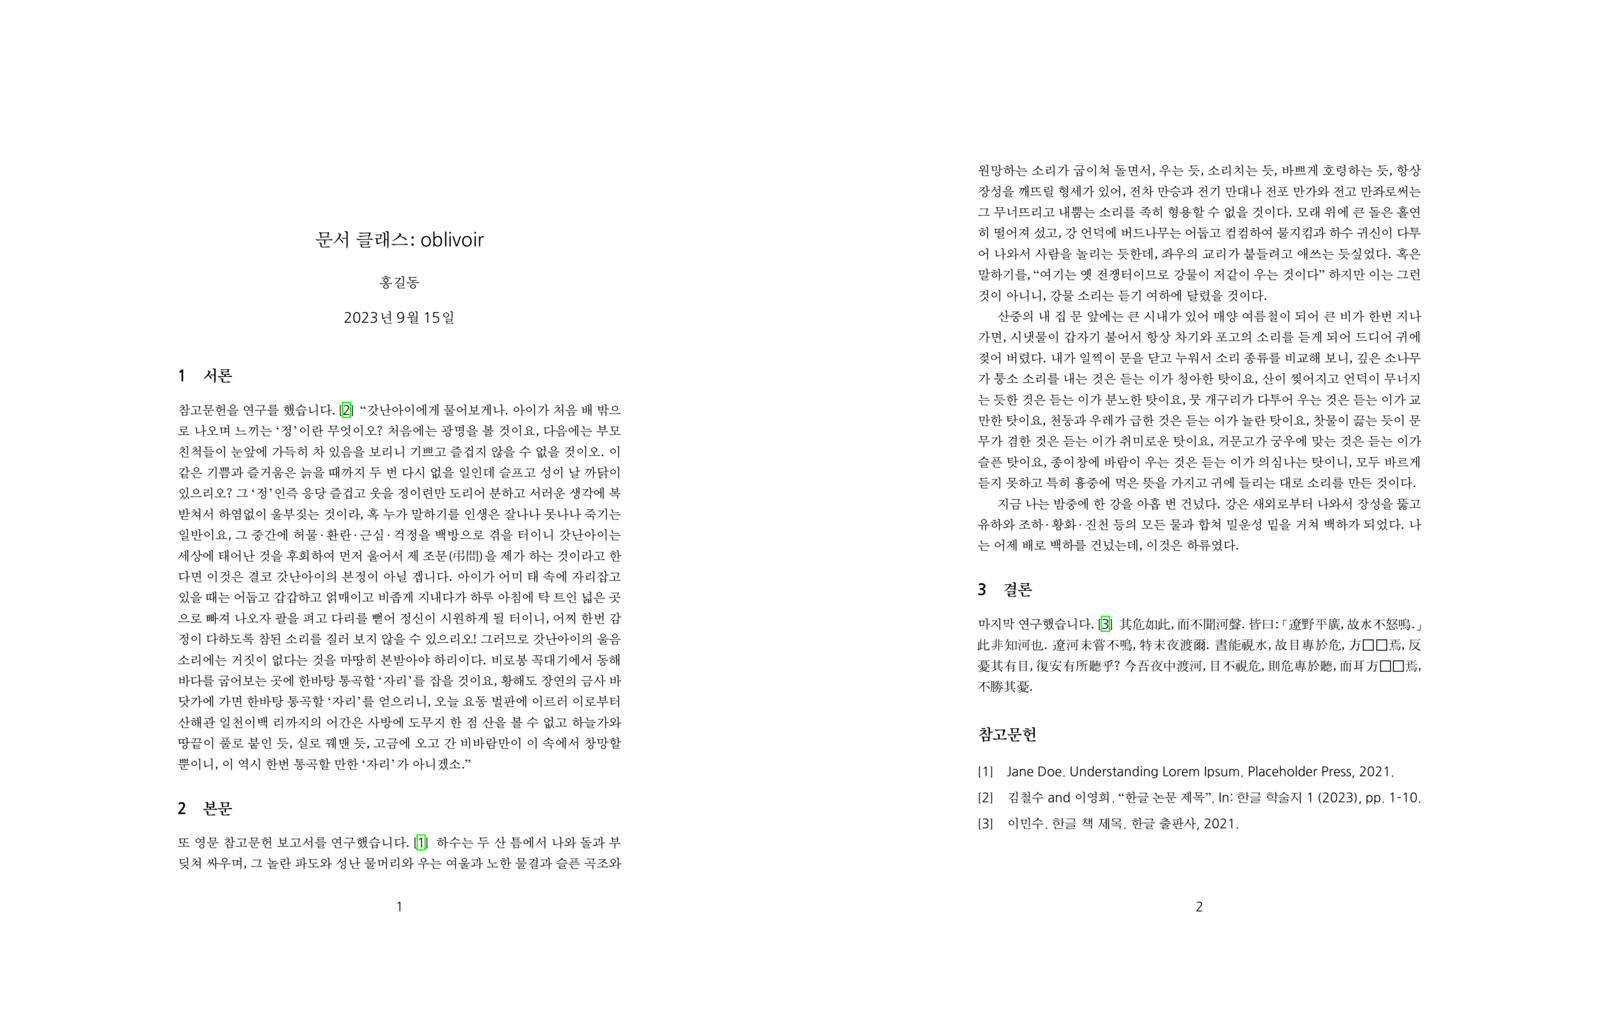 문서 클래스: oblivoir
홍길동
2023년 9월 15일
1 서론
참고문헌을 연구를 했습니다. [2] “갓난아이에게 물어보게나. 아이가 처음 배 밖으
로 나오며 느끼는 ‘정’이란 무엇이오? 처음에는 광명을 볼 것이요, 다음에는 부모
친척들이 눈앞에 가득히 차 있음을 보리니 기쁘고 즐겁지 않을 수 없을 것이오. 이
같은 기쁨과 즐거움은 늙을 때까지 두 번 다시 없을 일인데 슬프고 성이 날 까닭이
있으리오? 그 ‘정’인즉 응당 즐겁고 웃을 정이련만 도리어 분하고 서러운 생각에 복
받쳐서 하염없이 울부짖는 것이라, 혹 누가 말하기를 인생은 잘나나 못나나 죽기는
일반이요, 그 중간에 허물·환란·근심·걱정을 백방으로 겪을 터이니 갓난아이는
세상에 태어난 것을 후회하여 먼저 울어서 제 조문(弔問)을 제가 하는 것이라고 한
다면 이것은 결코 갓난아이의 본정이 아닐 겝니다. 아이가 어미 태 속에 자리잡고
있을 때는 어둡고 갑갑하고 얽매이고 비좁게 지내다가 하루 아침에 탁 트인 넓은 곳
으로 빠져 나오자 팔을 펴고 다리를 뻗어 정신이 시원하게 될 터이니, 어찌 한번 감
정이 다하도록 참된 소리를 질러 보지 않을 수 있으리오! 그러므로 갓난아이의 울음
소리에는 거짓이 없다는 것을 마땅히 본받아야 하리이다. 비로봉 꼭대기에서 동해
바다를 굽어보는 곳에 한바탕 통곡할 ‘자리’를 잡을 것이요, 황해도 장연의 금사 바
닷가에 가면 한바탕 통곡할 ‘자리’를 얻으리니, 오늘 요동 벌판에 이르러 이로부터
산해관 일천이백 리까지의 어간은 사방에 도무지 한 점 산을 볼 수 없고 하늘가와
땅끝이 풀로 붙인 듯, 실로 꿰맨 듯, 고금에 오고 간 비바람만이 이 속에서 창망할
뿐이니, 이 역시 한번 통곡할 만한 ‘자리’가 아니겠소.”
2 본문
또 영문 참고문헌 보고서를 연구했습니다. [1] 하수는 두 산 틈에서 나와 돌과 부
딪쳐 싸우며, 그 놀란 파도와 성난 물머리와 우는 여울과 노한 물결과 슬픈 곡조와
1
원망하는 소리가 굽이쳐 돌면서, 우는 듯, 소리치는 듯, 바쁘게 호령하는 듯, 항상
장성을 깨뜨릴 형세가 있어, 전차 만승과 전기 만대나 전포 만가와 전고 만좌로써는
그 무너뜨리고 내뿜는 소리를 족히 형용할 수 없을 것이다. 모래 위에 큰 돌은 흘연
히 떨어져 섰고, 강 언덕에 버드나무는 어둡고 컴컴하여 물지킴과 하수 귀신이 다투
어 나와서 사람을 놀리는 듯한데, 좌우의 교리가 붙들려고 애쓰는 듯싶었다. 혹은
말하기를, “여기는 옛 전쟁터이므로 강물이 저같이 우는 것이다” 하지만 이는 그런
것이 아니니, 강물 소리는 듣기 여하에 달렸을 것이다.
산중의 내 집 문 앞에는 큰 시내가 있어 매양 여름철이 되어 큰 비가 한번 지나
가면, 시냇물이 갑자기 불어서 항상 차기와 포고의 소리를 듣게 되어 드디어 귀에
젖어 버렸다. 내가 일찍이 문을 닫고 누워서 소리 종류를 비교해 보니, 깊은 소나무
가 퉁소 소리를 내는 것은 듣는 이가 청아한 탓이요, 산이 찢어지고 언덕이 무너지
는 듯한 것은 듣는 이가 분노한 탓이요, 뭇 개구리가 다투어 우는 것은 듣는 이가 교
만한 탓이요, 천둥과 우레가 급한 것은 듣는 이가 놀란 탓이요, 찻물이 끓는 듯이 문
무가 겸한 것은 듣는 이가 취미로운 탓이요, 거문고가 궁우에 맞는 것은 듣는 이가
슬픈 탓이요, 종이창에 바람이 우는 것은 듣는 이가 의심나는 탓이니, 모두 바르게
듣지 못하고 특히 흉중에 먹은 뜻을 가지고 귀에 들리는 대로 소리를 만든 것이다.
지금 나는 밤중에 한 강을 아홉 번 건넜다. 강은 새외로부터 나와서 장성을 뚫고
유하와 조하·황화·진천 등의 모든 물과 합쳐 밀운성 밑을 거쳐 백하가 되었다. 나
는 어제 배로 백하를 건넜는데, 이것은 하류였다.
3 결론
마지막 연구했습니다. [3] 其危如此, 而不聞河聲. 皆曰:「遼野平廣, 故水不怒鳴.」
此非知河也. 遼河未嘗不鳴, 特未夜渡爾. 晝能視水, 故目專於危, 方□□焉, 反
憂其有目, 復安有所聽乎? 今吾夜中渡河, 目不視危, 則危專於聽, 而耳方□□焉,
不勝其憂.
참고문헌
[1] Jane Doe. Understanding Lorem Ipsum. Placeholder Press, 2021.
[2] 김철수 and 이영희. “한글 논문 제목”. In: 한글 학술지 1 (2023), pp. 1–10.
[3] 이민수. 한글 책 제목. 한글 출판사, 2021.
2